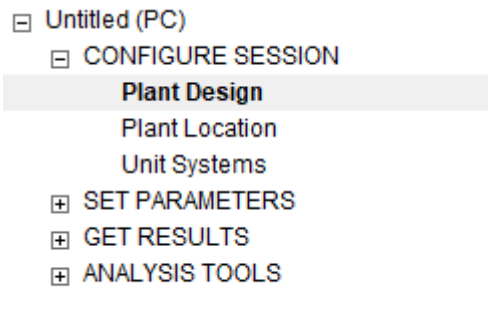 Untitled (PC)
CONFIGURE SESSION
Plant Design
Plant Location
Unit Systems
SET PARAMETERS
GET RESULTS
ANALYSIS TOOLS